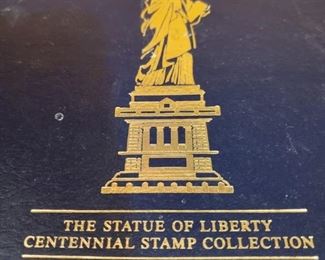 THE STATUE OF LIBERTY
CENTENNIAL STAMP COLLECTION